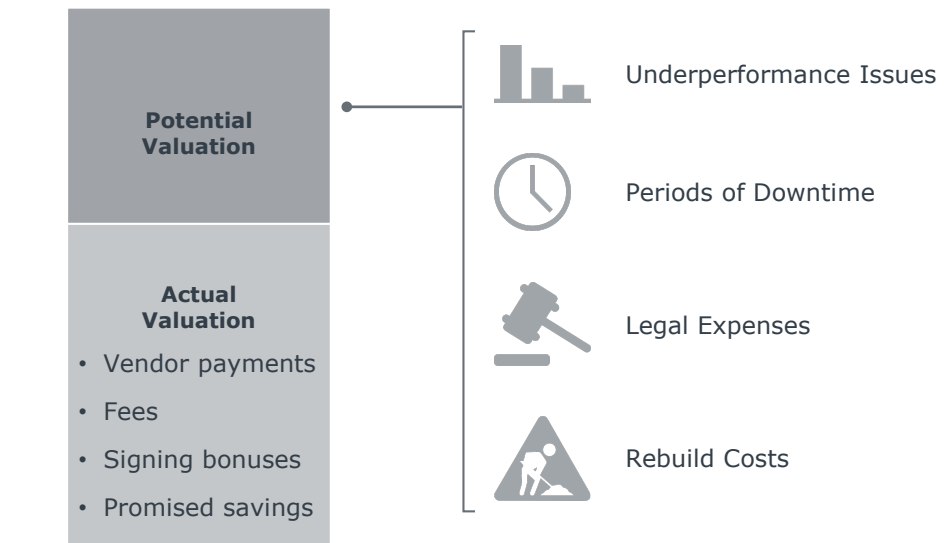 Potential
Valuation
Actual
Valuation
• Vendor payments
• Fees
• Signing bonuses
• Promised savings
Underperformance Issues
Periods of Downtime
Legal Expenses
Rebuild Costs